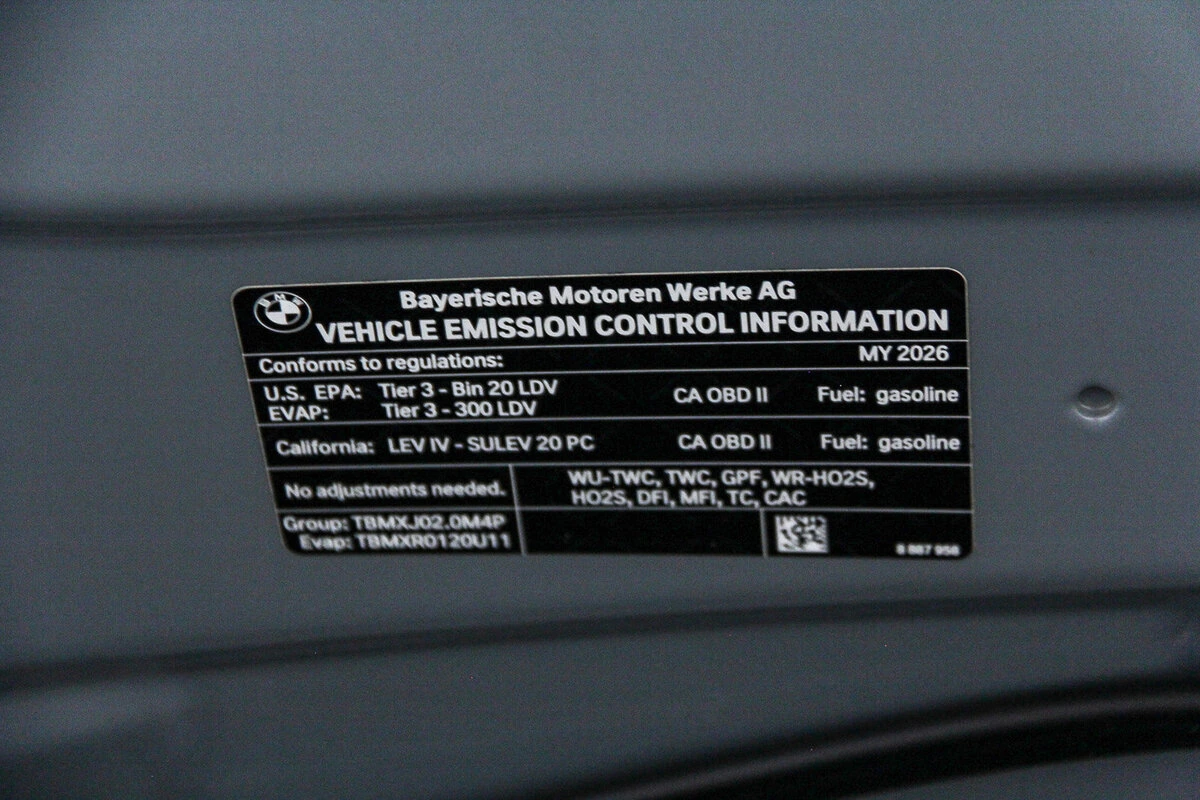 BMW
Bayerische Motoren Werke AG
VEHICLE EMISSION CONTROL INFORMATION
Conforms to regulations: MY 2026
U.S. EPA: Tier 3 - Bin 20 LDV CA OBD II Fuel: gasoline
EVAP: Tier 3 - 300 LDV
California: LEV IV - SULEV 20 PC CA OBD II Fuel: gasoline
No adjustments needed.
WU-TWC, TWC, GPF, WR-HO2S,
HO2S, DFI, MFI, TC, CAC
Group: TBMXJ02.0M4P
Evap: TBMXR0120U11
8 887 958